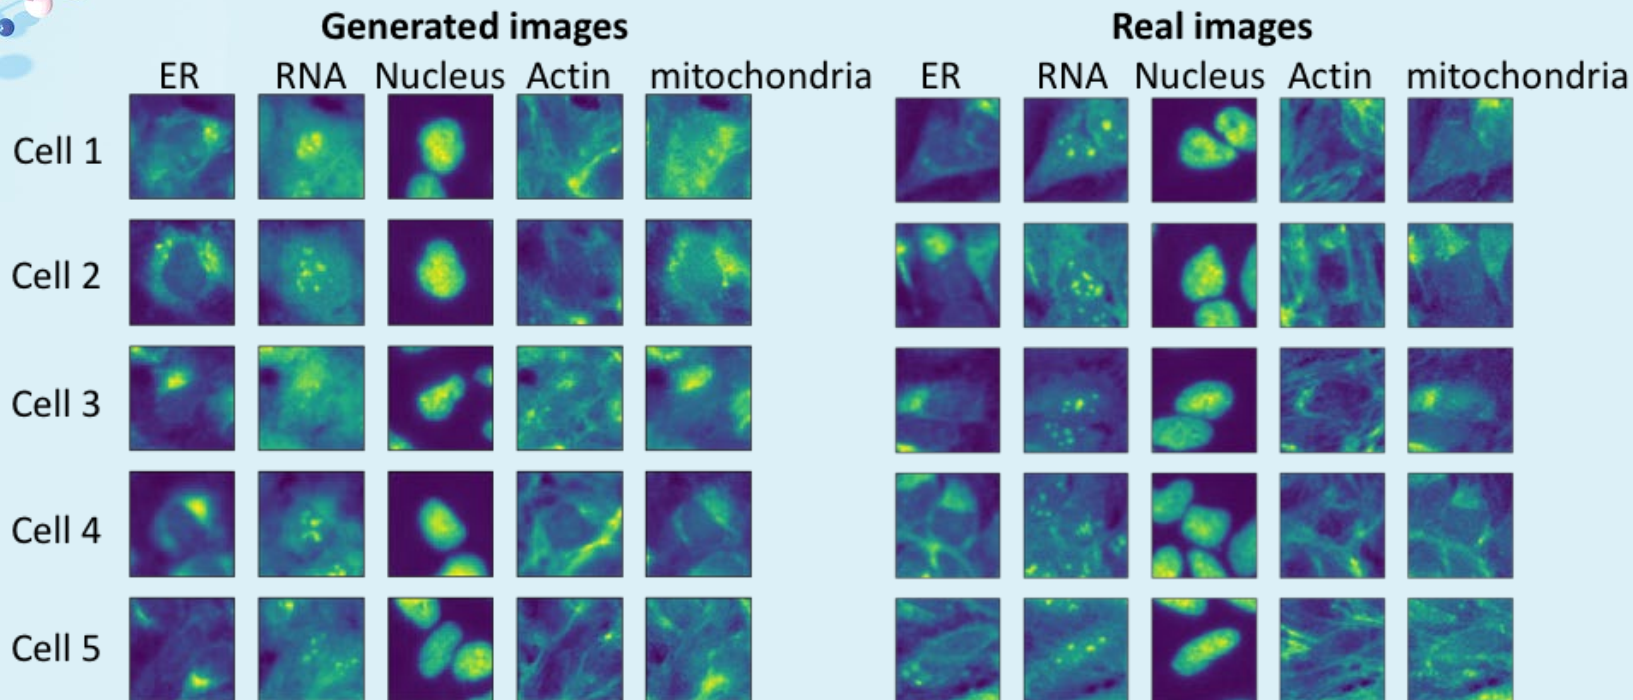 Generated images Real images
ER RNA Nucleus Actin mitochondria ER RNA Nucleus Actin mitochondria
Cell 1
Cell 2
Cell 3
Cell 4
Cell 5